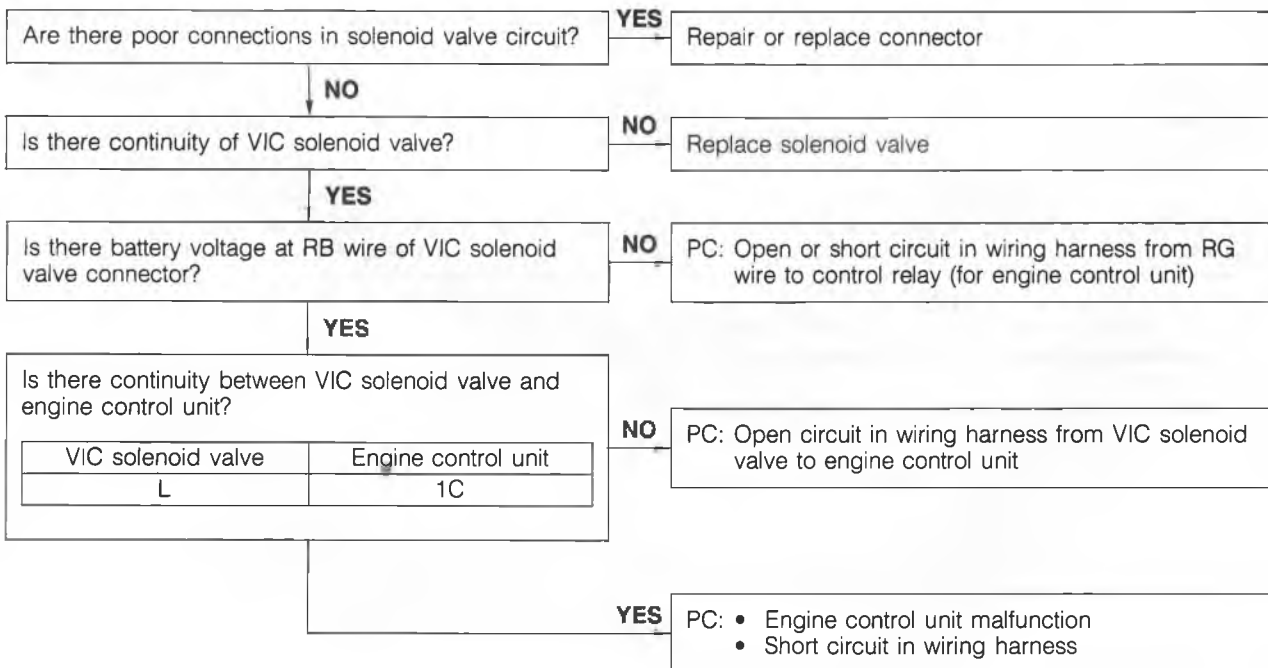 Are there poor connections in solenoid valve circuit?
YES
Repair or replace connector
NO
Is there continuity of VIC solenoid valve?
NO
Replace solenoid valve
YES
Is there battery voltage at RB wire of VIC solenoid
valve connector?
NO
PC: Open or short circuit in wiring harness from RG
wire to control relay (for engine control unit)
YES
Is there continuity between VIC solenoid valve and
engine control unit?
VIC solenoid valve Engine control unit
L 1C
NO
PC: Open circuit in wiring harness from VIC solenoid
valve to engine control unit
YES
PC: • Engine control unit malfunction
• Short circuit in wiring harness